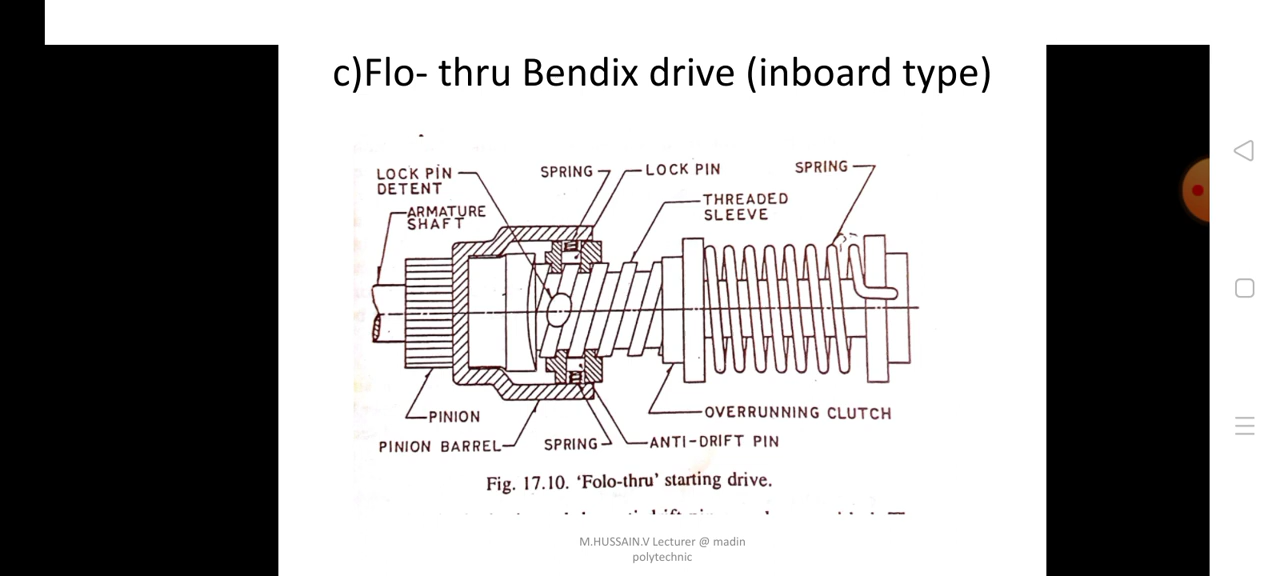 c)Flo- thru Bendix drive (inboard type)
LOCK PIN
DETENT
SPRING
LOCK PIN
SPRING
ARMATURE
SHAFT
THREADED
SLEEVE
PINION
OVERRUNNING CLUTCH
PINION BARREL
SPRING
ANTI-DRIFT PIN
Fig. 17.10. ‘Folo-thru’ starting drive.
M.HUSSAIN.V Lecturer @ madin
polytechnic